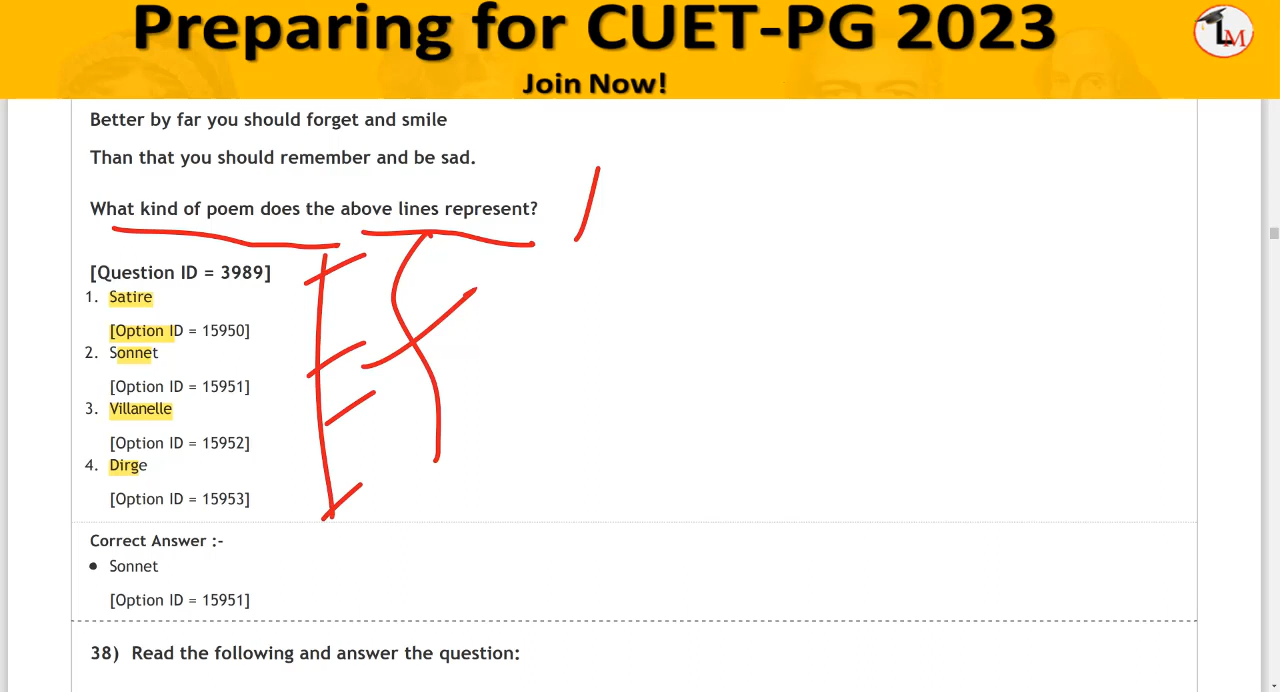 Preparing for CUET-PG 2023
Join Now!
LM
Better by far you should forget and smile
Than that you should remember and be sad.
What kind of poem does the above lines represent?
[Question ID = 3989]
1. Satire
[Option ID = 15950]
2. Sonnet
[Option ID = 15951]
3. Villanelle
[Option ID = 15952]
4. Dirge
[Option ID = 15953]
Correct Answer :-
• Sonnet
[Option ID = 15951]
38) Read the following and answer the question: